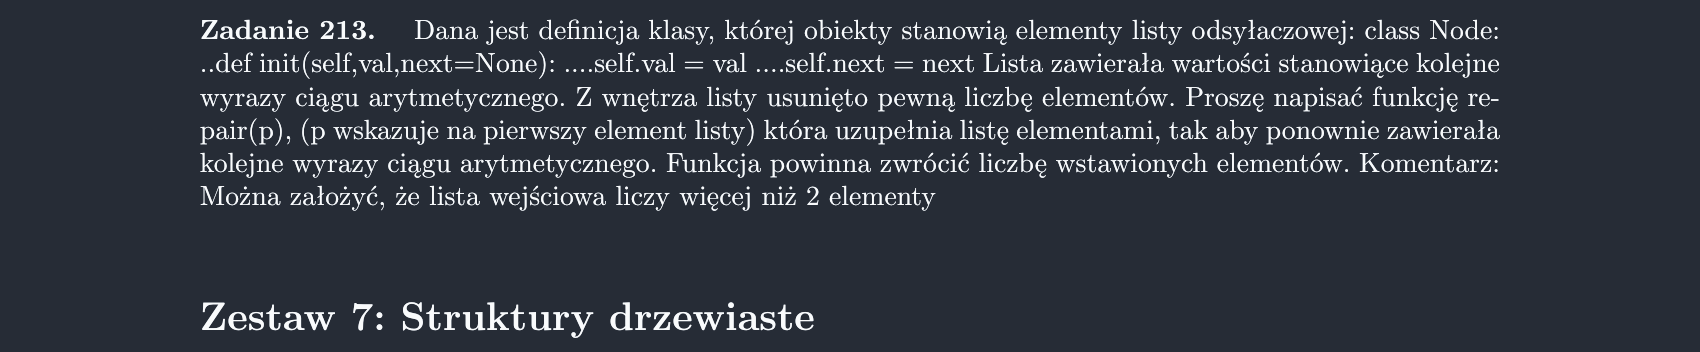 Zadanie 213. Dana jest definicja klasy, której obiekty stanowią elementy listy odsyłaczowej: class Node:
..def init(self,val,next=None): ....self.val = val ....self.next = next Lista zawierała wartości stanowiące kolejne
wyrazy ciągu arytmetycznego. Z wnętrza listy usunięto pewną liczbę elementów. Proszę napisać funkcję re-
pair(p), (p wskazuje na pierwszy element listy) która uzupełnia listę elementami, tak aby ponownie zawierała
kolejne wyrazy ciągu arytmetycznego. Funkcja powinna zwrócić liczbę wstawionych elementów. Komentarz:
Można założyć, że lista wejściowa liczy więcej niż 2 elementy
Zestaw 7: Struktury drzewiaste